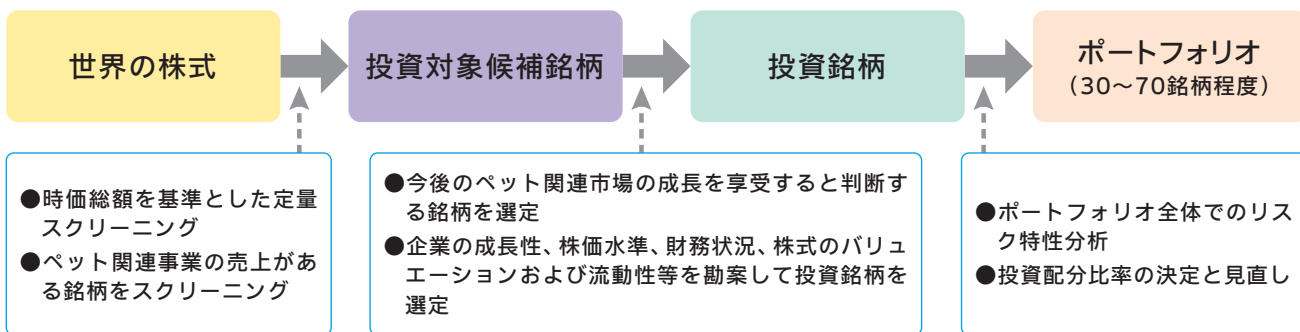 世界の株式
投資対象候補銘柄
投資銘柄
ポートフォリオ
(30〜70銘柄程度)
●時価総額を基準とした定量
スクリーニング
●ペット関連事業の売上があ
る銘柄をスクリーニング
●今後のペット関連市場の成長を享受すると判断す
る銘柄を選定
●企業の成長性、株価水準、財務状況、株式のバリュ
エーションおよび流動性等を勘案して投資銘柄を
選定
●ポートフォリオ全体でのリス
ク特性分析
●投資配分比率の決定と見直し